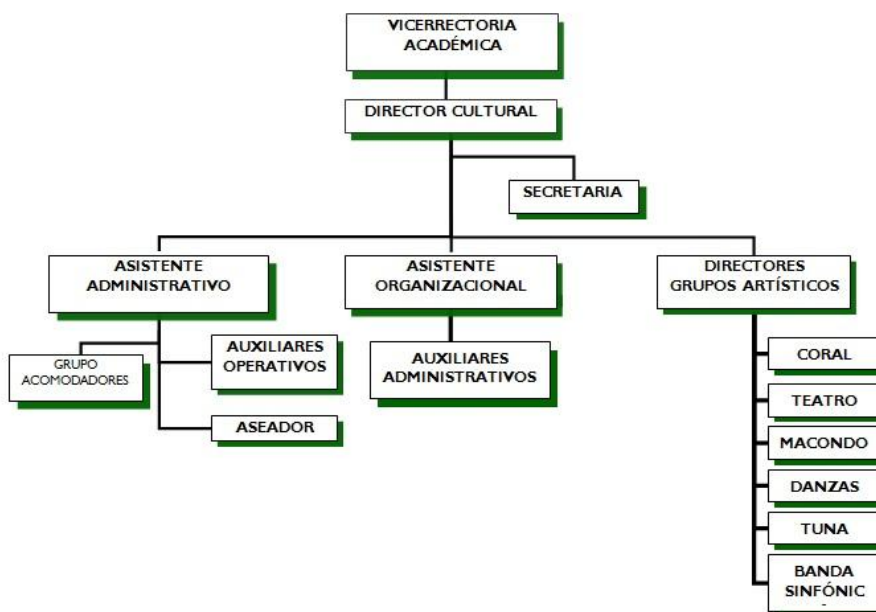 VICERRECTORIA
ACADÉMICA
DIRECTOR CULTURAL
SECRETARIA
ASISTENTE
ADMINISTRATIVO
ASISTENTE
ORGANIZACIONAL
DIRECTORES
GRUPOS ARTÍSTICOS
GRUPO
ACOMODADORES
AUXILIARES
OPERATIVOS
ASEADOR
AUXILIARES
ADMINISTRATIVOS
CORAL
TEATRO
MACONDO
DANZAS
TUNA
BANDA
SINFÓNIC